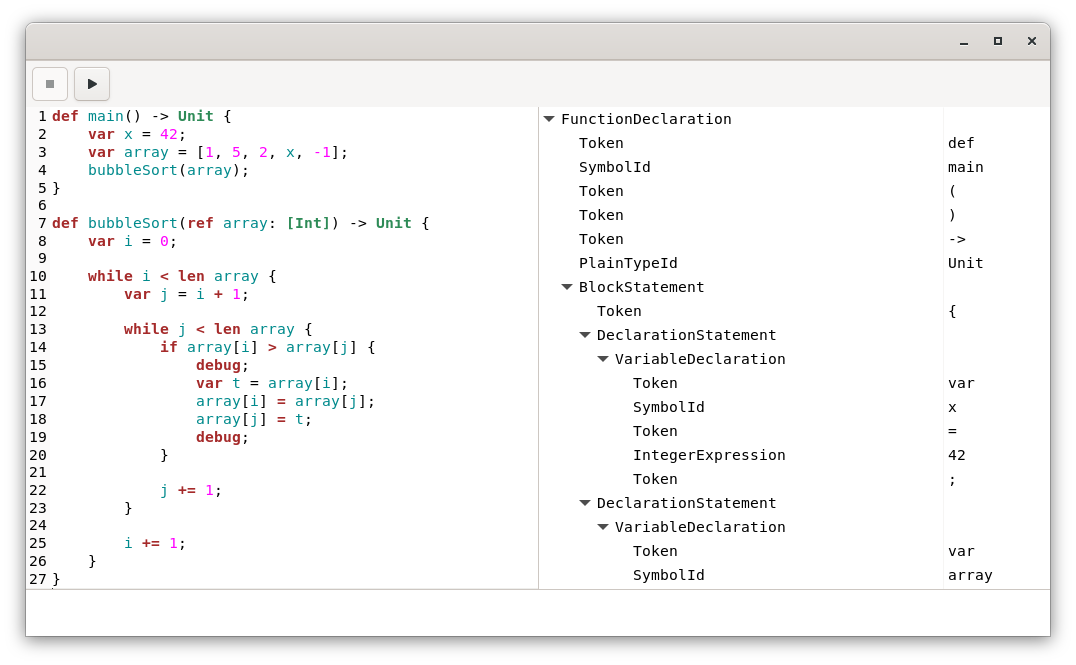 1 def main() -> Unit {
2     var x = 42;
3     var array = [1, 5, 2, x, -1];
4     bubbleSort(array);
5 }
6
7 def bubbleSort(ref array: [Int]) -> Unit {
8     var i = 0;
9
10     while i < len array {
11         var j = i + 1;
12
13         while j < len array {
14             if array[i] > array[j] {
15                 debug;
16                 var t = array[i];
17                 array[i] = array[j];
18                 array[j] = t;
19                 debug;
20             }
21
22             j += 1;
23         }
24
25         i += 1;
26     }
27 }
FunctionDeclaration
Token def
SymbolId main
Token (
Token )
Token ->
PlainTypeId Unit
BlockStatement
Token {
DeclarationStatement
VariableDeclaration
Token var
SymbolId x
Token =
IntegerExpression 42
Token ;
DeclarationStatement
VariableDeclaration
Token var
SymbolId array